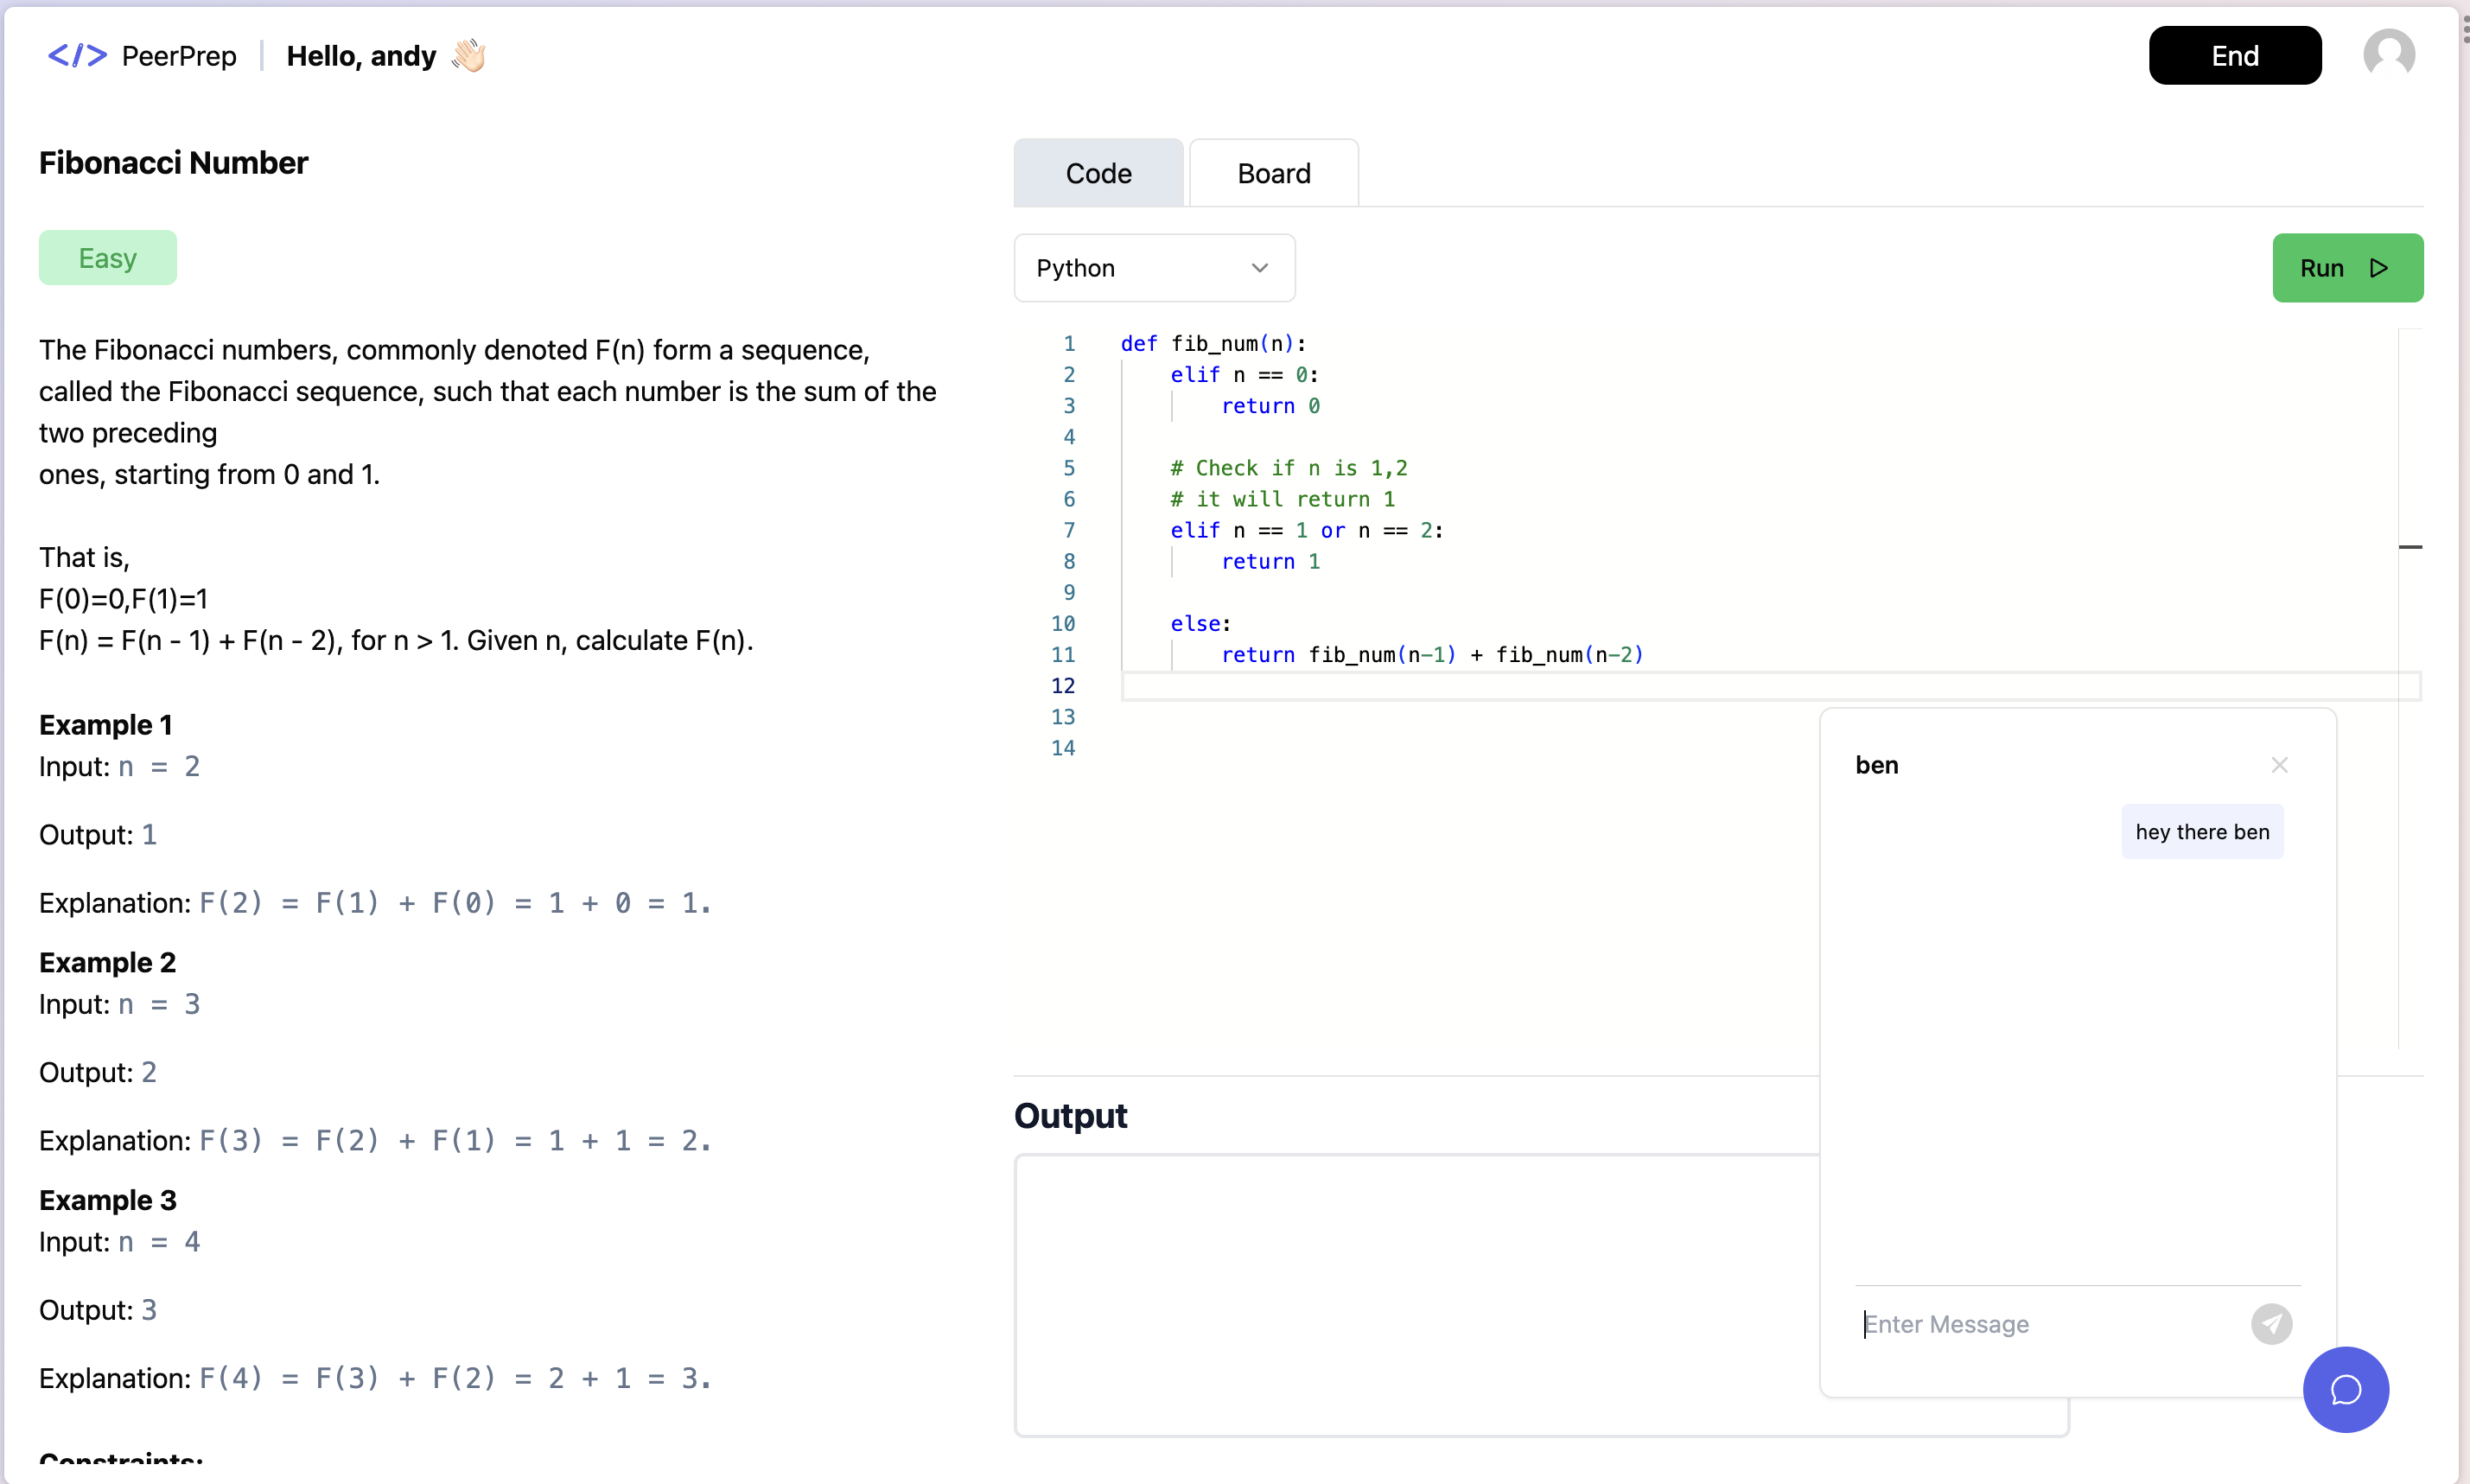 </> PeerPrep
Hello, andy 👋🏻
End
Fibonacci Number
Easy
The Fibonacci numbers, commonly denoted F(n) form a sequence,
called the Fibonacci sequence, such that each number is the sum of the
two preceding
ones, starting from 0 and 1.
That is,
F(0)=0,F(1)=1
F(n) = F(n - 1) + F(n - 2), for n > 1. Given n, calculate F(n).
Example 1
Input: n = 2
Output: 1
Explanation: F(2) = F(1) + F(0) = 1 + 0 = 1.
Example 2
Input: n = 3
Output: 2
Explanation: F(3) = F(2) + F(1) = 1 + 1 = 2.
Example 3
Input: n = 4
Output: 3
Explanation: F(4) = F(3) + F(2) = 2 + 1 = 3.
Constraints:
Code
Board
Python
Run
1 def fib_num(n):
2 elif n == 0:
3 return 0
4
5 # Check if n is 1,2
6 # it will return 1
7 elif n == 1 or n == 2:
8 return 1
9
10 else:
11 return fib_num(n-1) + fib_num(n-2)
12
13
14
Output
ben
hey there ben
Enter Message